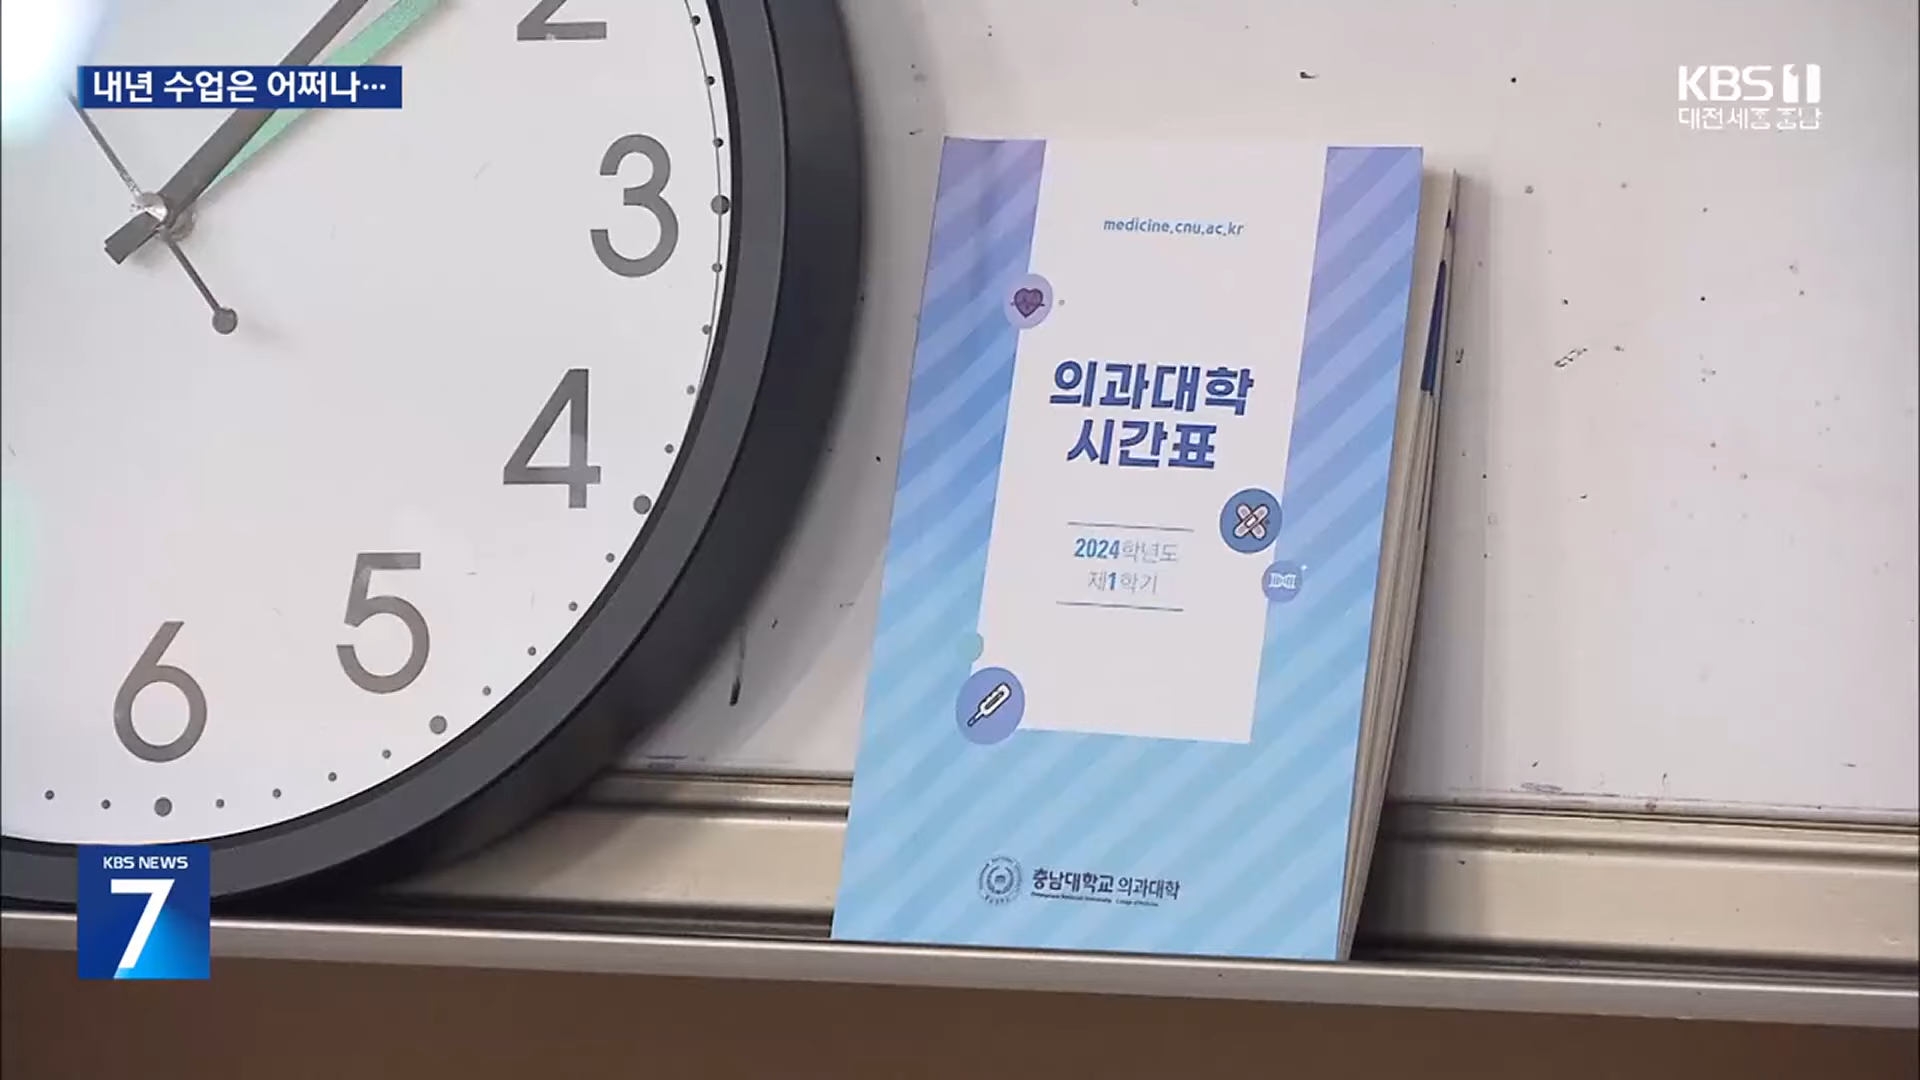 내년 수업은 어쩌나…
KBS 1
대전 세종 충남
2
3
4
5
6
medicine.cnu.ac.kr
의과대학
시간표
2024학년도
제1학기
충남대학교 의과대학
KBS NEWS
7